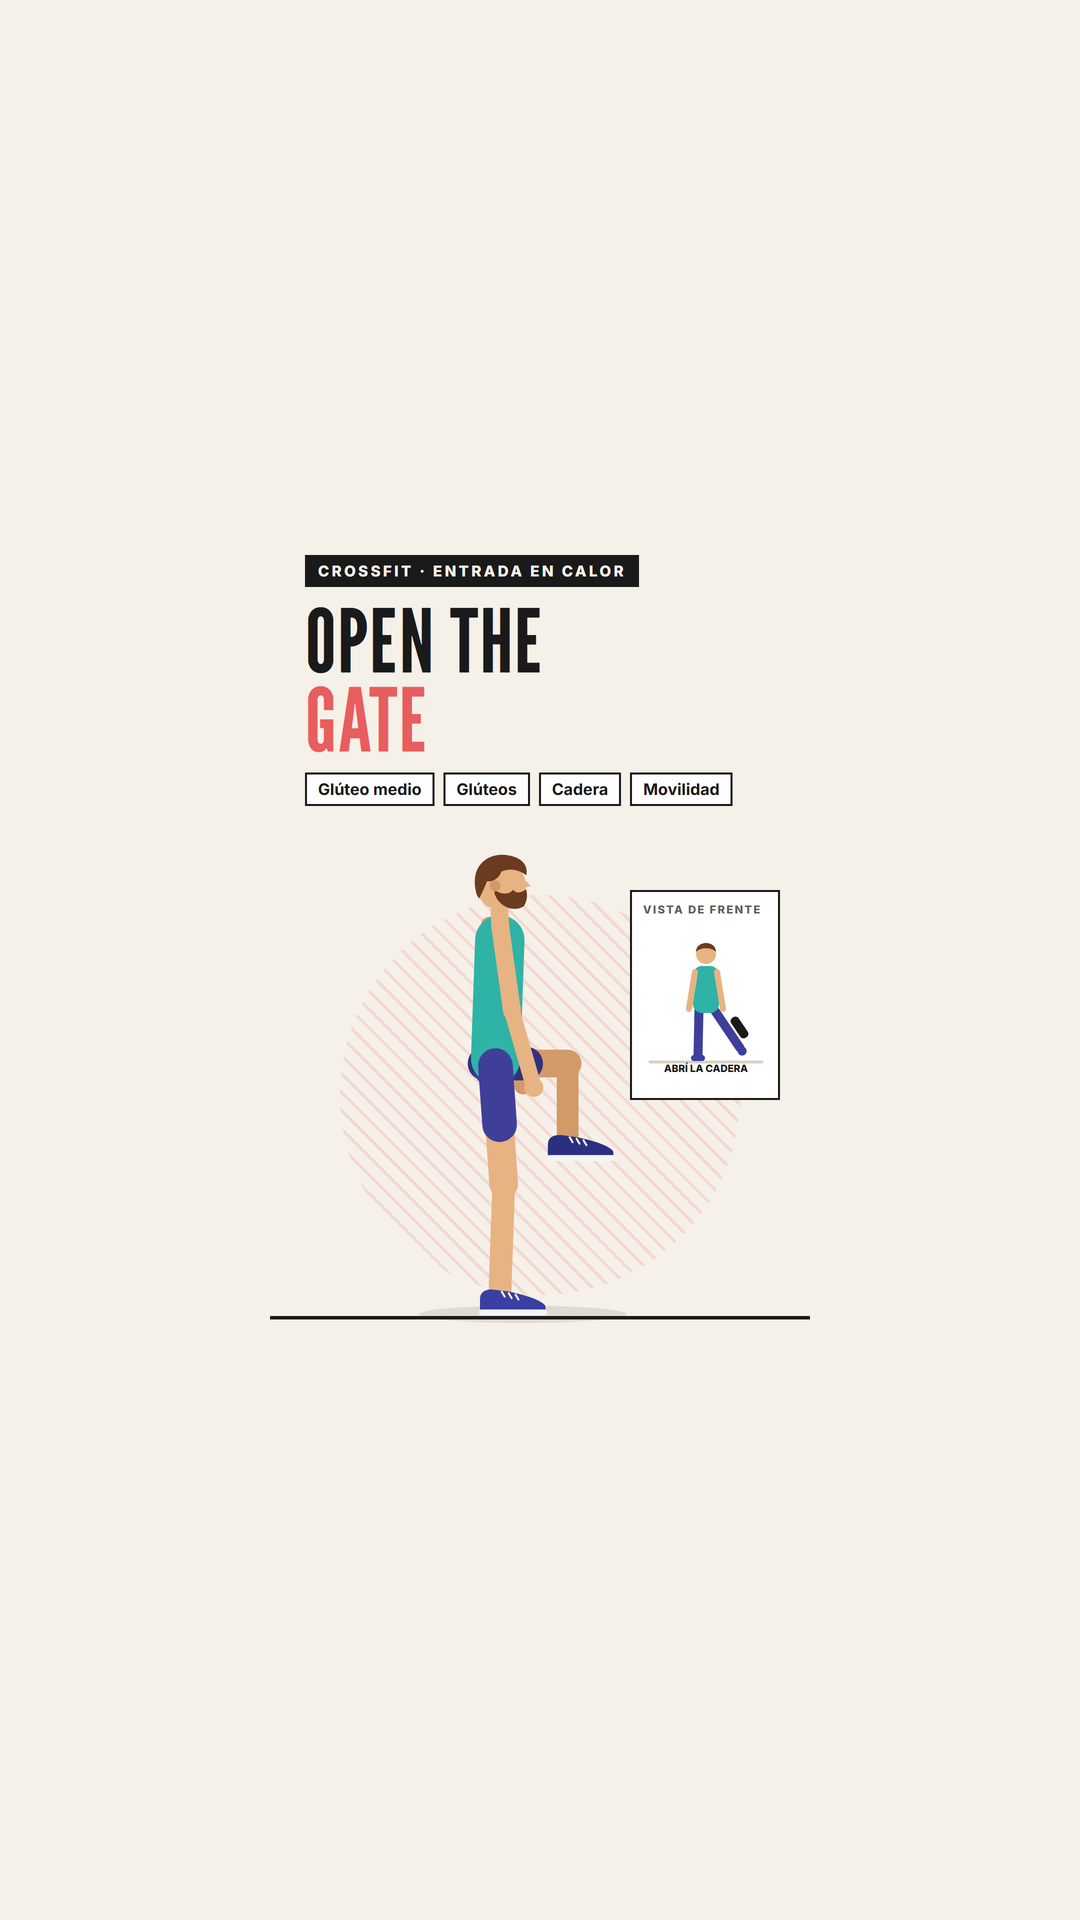 CROSSFIT · ENTRADA EN CALOR
OPEN THE
GATE
Glúteo medio
Glúteos
Cadera
Movilidad
VISTA DE FRENTE
ABRÍ LA CADERA